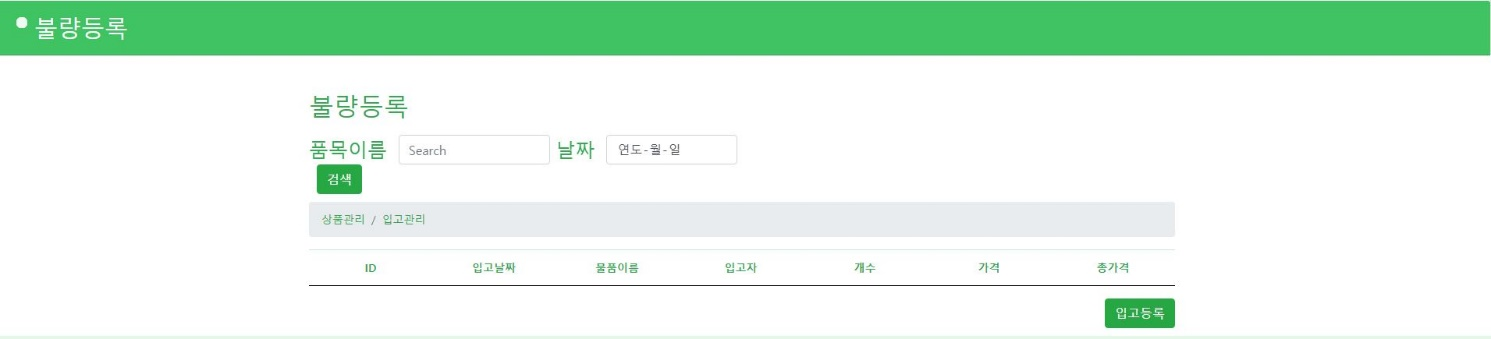 불량등록
불량등록
품목이름 Search 날짜 연도-월-일
검색
상품관리 / 입고관리
ID 입고날짜 물품이름 입고자 개수 가격 총가격
입고등록